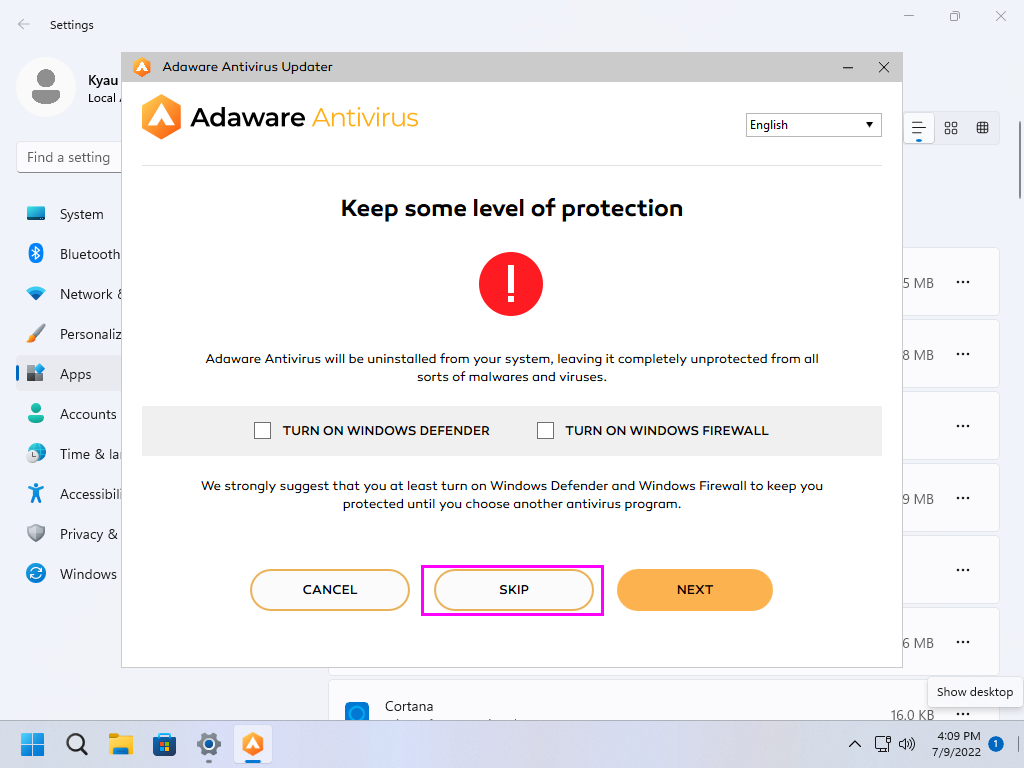 Settings
Adaware Antivirus Updater
Kyau
Local
Adaware Antivirus
English
Find a setting
Keep some level of protection
System
Bluetooth
Network &
5 MB
Personaliz
8 MB
Adaware Antivirus will be uninstalled from your system, leaving it completely unprotected from all
sorts of malwares and viruses.
Apps
Accounts
TURN ON WINDOWS DEFENDER
TURN ON WINDOWS FIREWALL
Time & la
Accessibili
We strongly suggest that you at least turn on Windows Defender and Windows Firewall to keep you
protected until you choose another antivirus program.
9 MB
Privacy &
Windows
CANCEL
SKIP
NEXT
6 MB
Show desktop
Cortana
16.0 KB
4:09 PM
7/9/2022
1